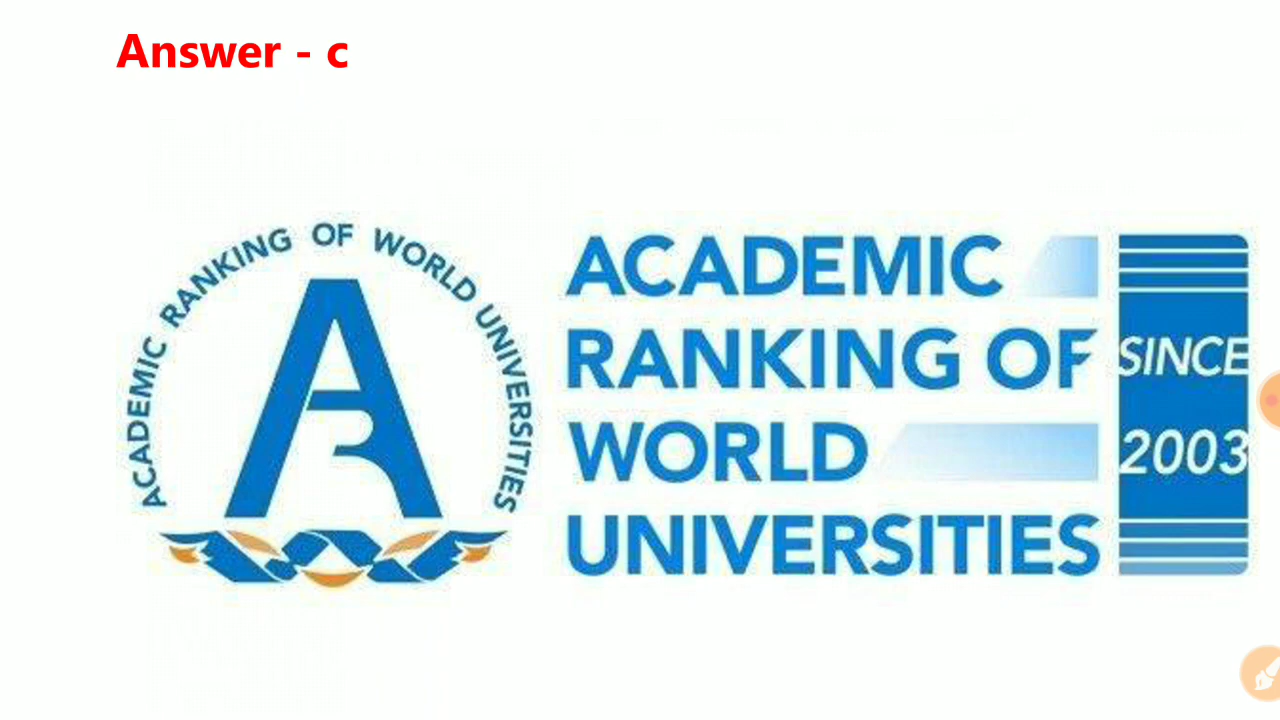 Answer - c
ACADEMIC RANKING OF WORLD UNIVERSITIES
ACADEMIC
RANKING OF
WORLD
UNIVERSITIES
SINCE
2003